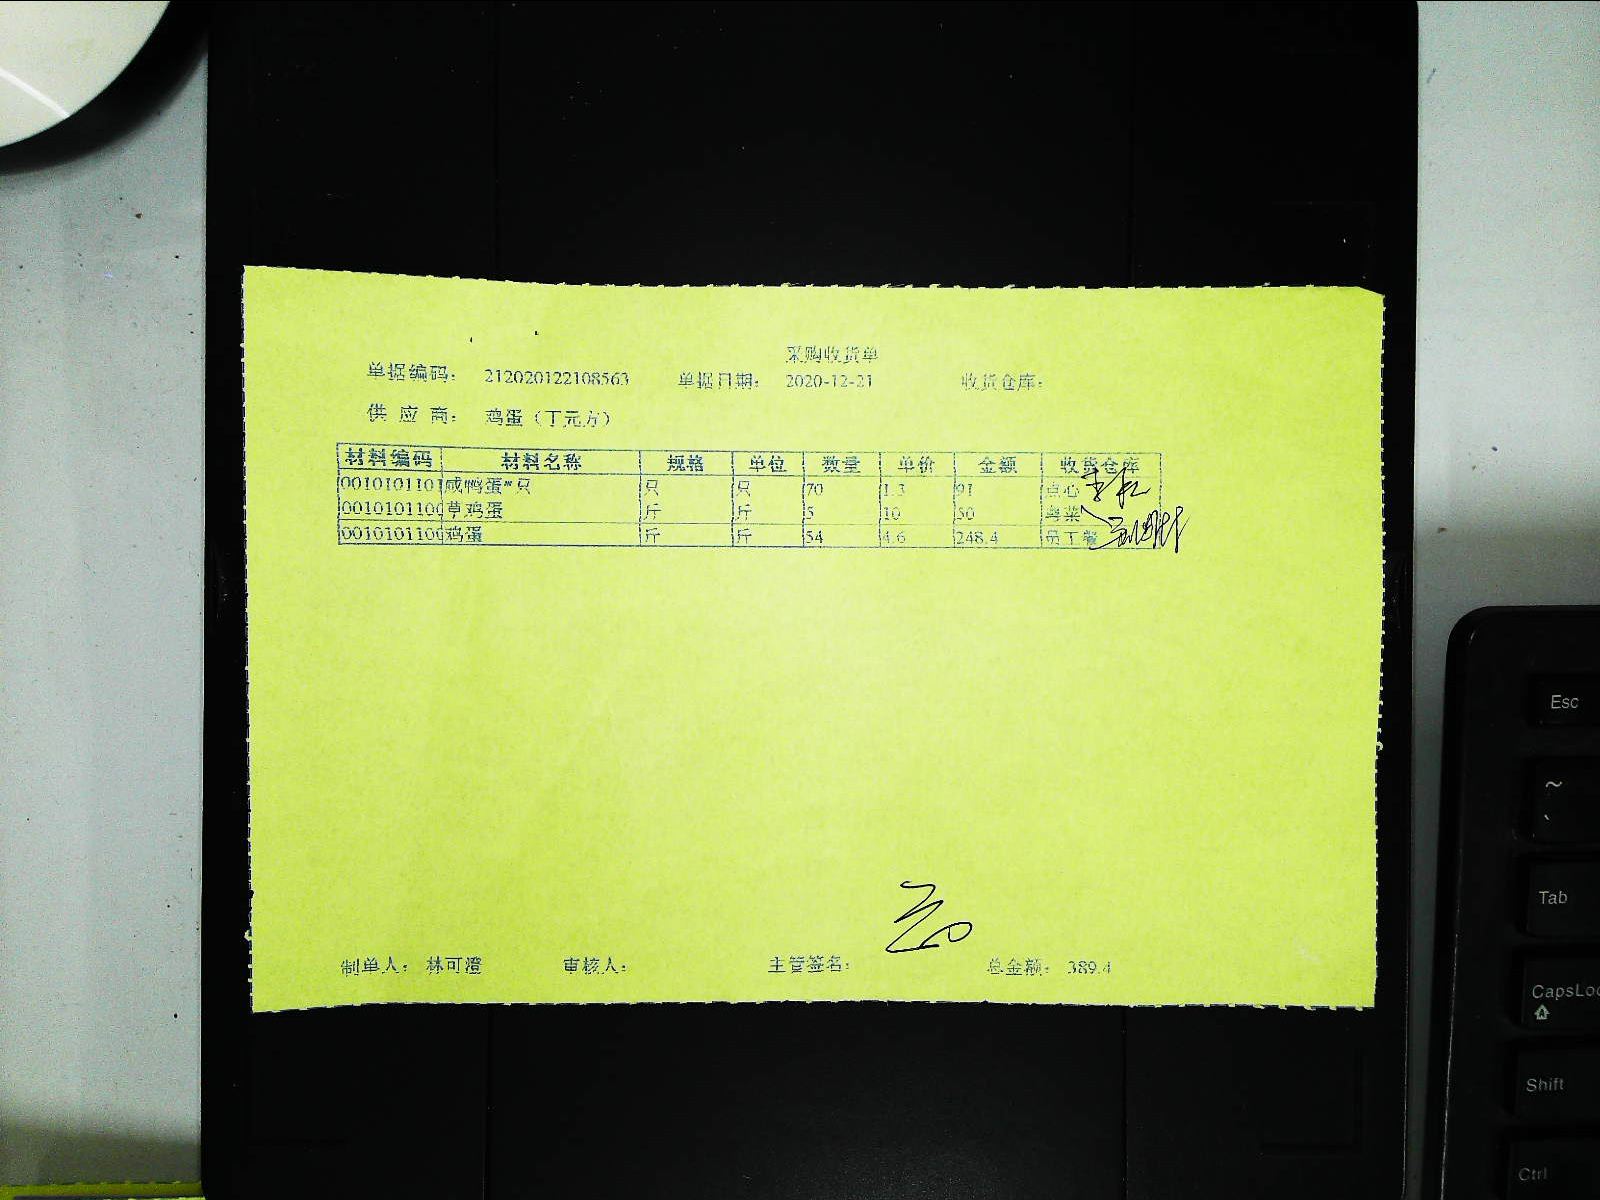 采购收货单
单据编码： 212020122108563 单据日期： 2020-12-21 收货仓库：
供 应 商： 鸡蛋（丁元方）
材料编码 材料名称 规格 单位 数量 单价 金额 收货仓库
0010101101 咸鸭蛋*只 只 只 70 1.3 91 点心
0010101100 草鸡蛋 斤 斤 5 10 50 粤菜
0010101100 鸡蛋 斤 斤 54 4.6 248.4 员工餐
制单人： 林可澄 审核人： 主管签名： 总金额： 389.4
Esc
~
Tab
CapsLoc
Shift
Ctrl